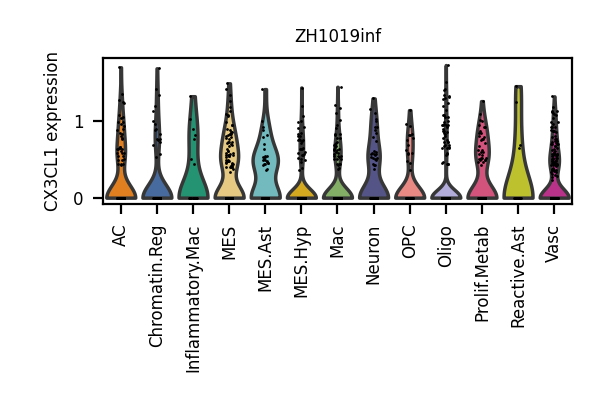 ZH1019inf
CX3CL1 expression
1
0
AC
Chromatin.Reg
Inflammatory.Mac
MES
MES.Ast
MES.Hyp
Mac
Neuron
OPC
Oligo
Prolif.Metab
Reactive.Ast
Vasc